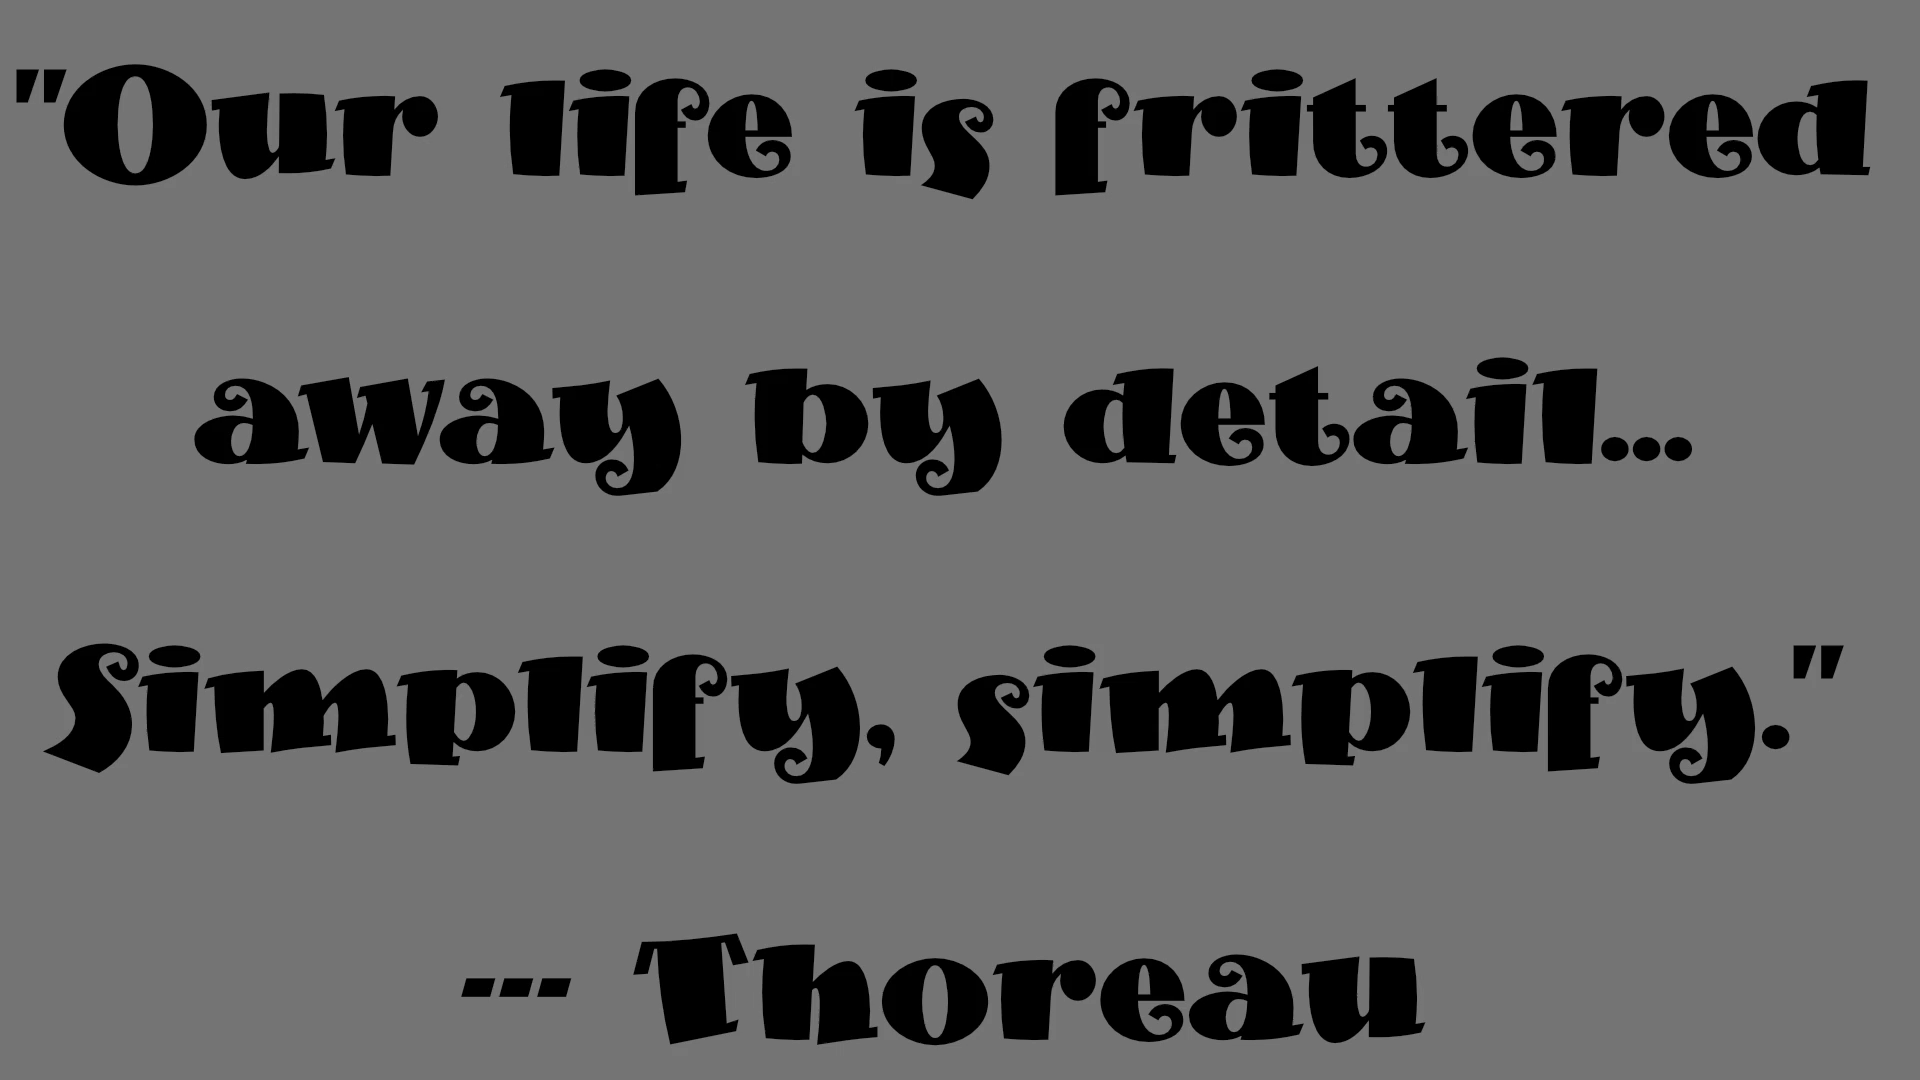 "Our life is frittered
away by detail...
Simplify, simplify."
--- Thoreau